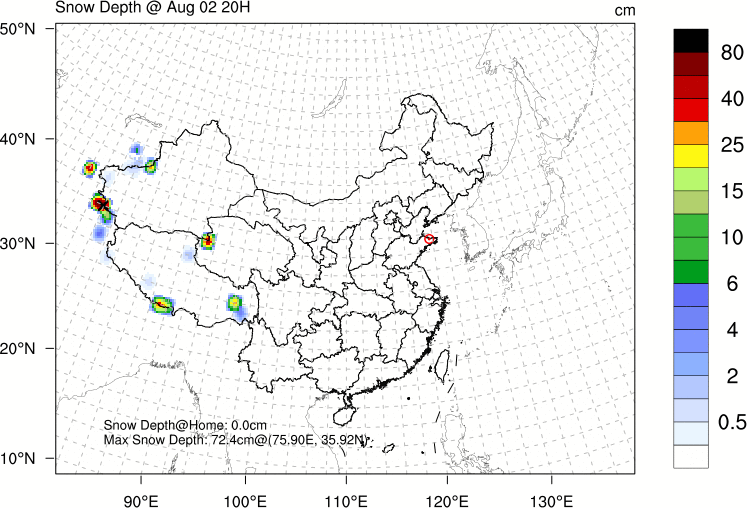 Snow Depth @ Aug 02 20H
cm
50°N
40°N
30°N
20°N
10°N
80
40
25
15
10
6
4
2
0.5
Snow Depth@Home: 0.0cm
Max Snow Depth: 72.4cm@(75.90E, 35.92N)
90°E 100°E 110°E 120°E 130°E